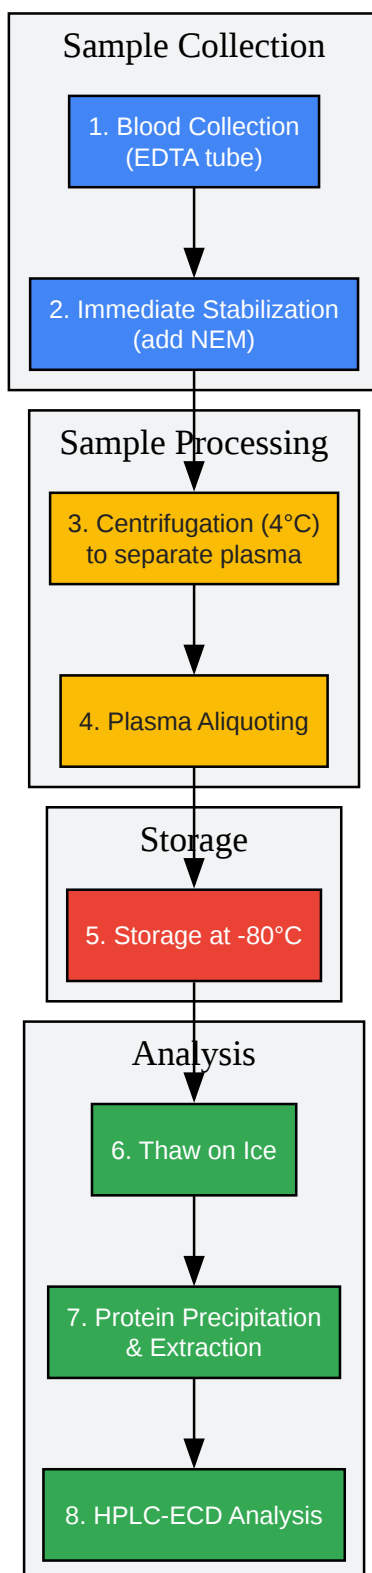 Sample Collection
1. Blood Collection
(EDTA tube)
2. Immediate Stabilization
(add NEM)
Sample Processing
3. Centrifugation (4°C)
to separate plasma
4. Plasma Aliquoting
Storage
5. Storage at -80°C
Analysis
6. Thaw on Ice
7. Protein Precipitation
& Extraction
8. HPLC-ECD Analysis